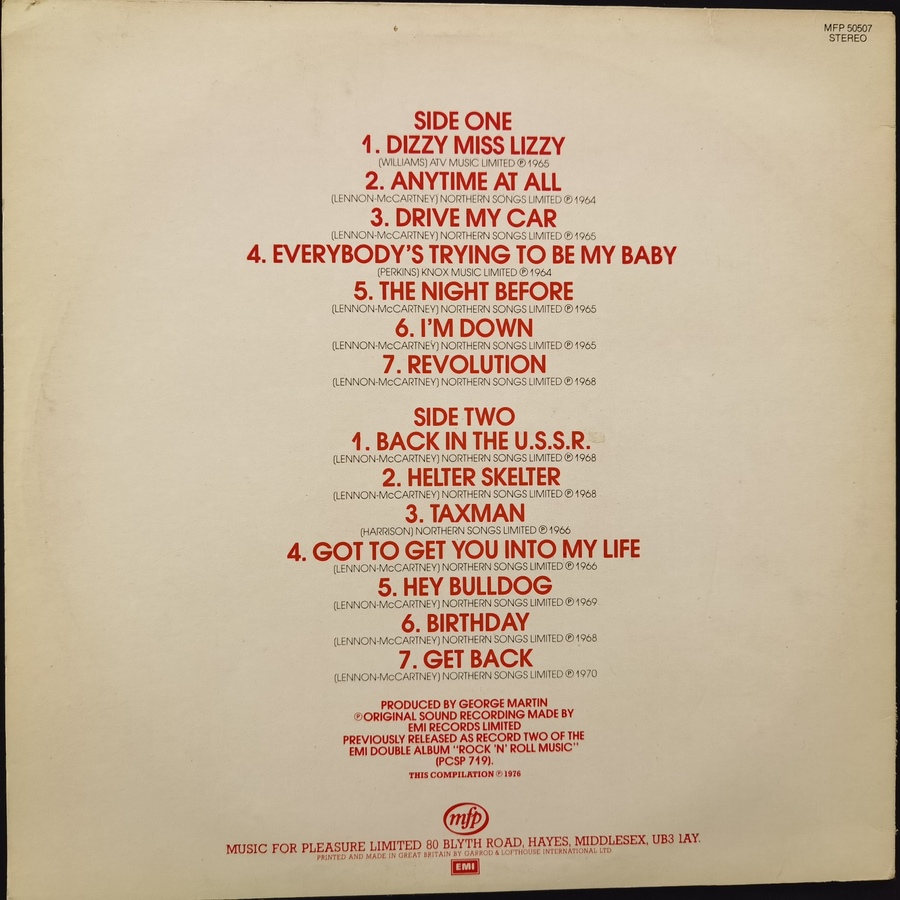 MFP 50507
STEREO
SIDE ONE
1. DIZZY MISS LIZZY
(WILLIAMS) ATV MUSIC LIMITED ℗ 1965
2. ANYTIME AT ALL
(LENNON-McCARTNEY) NORTHERN SONGS LIMITED ℗ 1964
3. DRIVE MY CAR
(LENNON-McCARTNEY) NORTHERN SONGS LIMITED ℗ 1965
4. EVERYBODY'S TRYING TO BE MY BABY
(PERKINS) KNOX MUSIC LIMITED ℗ 1964
5. THE NIGHT BEFORE
(LENNON-McCARTNEY) NORTHERN SONGS LIMITED ℗ 1965
6. I'M DOWN
(LENNON-McCARTNEY) NORTHERN SONGS LIMITED ℗ 1965
7. REVOLUTION
(LENNON-McCARTNEY) NORTHERN SONGS LIMITED ℗ 1968
SIDE TWO
1. BACK IN THE U.S.S.R.
(LENNON-McCARTNEY) NORTHERN SONGS LIMITED ℗ 1968
2. HELTER SKELTER
(LENNON-McCARTNEY) NORTHERN SONGS LIMITED ℗ 1968
3. TAXMAN
(HARRISON) NORTHERN SONGS LIMITED ℗ 1966
4. GOT TO GET YOU INTO MY LIFE
(LENNON-McCARTNEY) NORTHERN SONGS LIMITED ℗ 1966
5. HEY BULLDOG
(LENNON-McCARTNEY) NORTHERN SONGS LIMITED ℗ 1969
6. BIRTHDAY
(LENNON-McCARTNEY) NORTHERN SONGS LIMITED ℗ 1968
7. GET BACK
(LENNON-McCARTNEY) NORTHERN SONGS LIMITED ℗ 1970
PRODUCED BY GEORGE MARTIN
℗ORIGINAL SOUND RECORDING MADE BY
EMI RECORDS LIMITED
PREVIOUSLY RELEASED AS RECORD TWO OF THE
EMI DOUBLE ALBUM "ROCK 'N' ROLL MUSIC"
(PCSP 719).
THIS COMPILATION ℗ 1976
mfp
MUSIC FOR PLEASURE LIMITED 80 BLYTH ROAD, HAYES, MIDDLESEX, UB3 1AY.
PRINTED AND MADE IN GREAT BRITAIN BY GARROD & LOFTHOUSE INTERNATIONAL LTD.
EMI